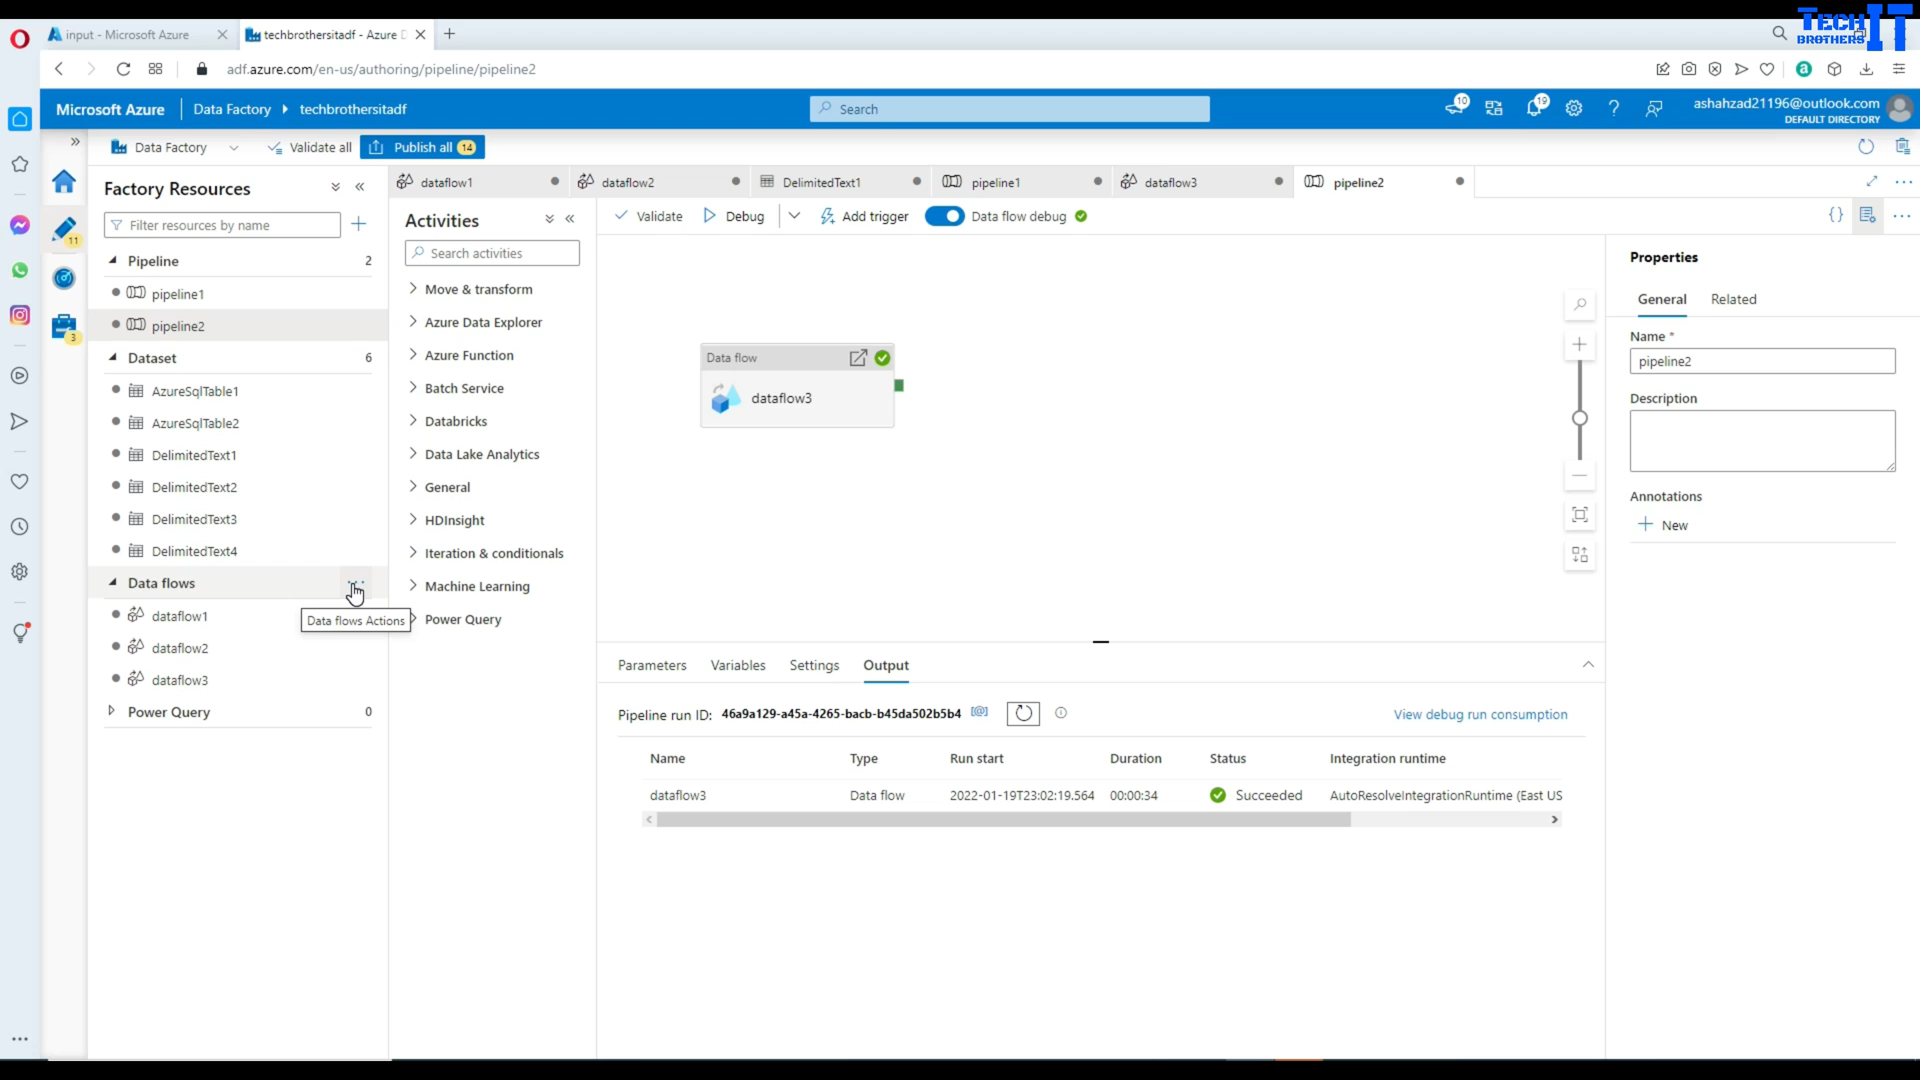 TECH IT
BROTHERS
input - Microsoft Azure
techbrothersitadf - Azure D
adf.azure.com/en-us/authoring/pipeline/pipeline2
Microsoft Azure
Data Factory
techbrothersitadf
Search
10
19
ashahzad21196@outlook.com
DEFAULT DIRECTORY
Data Factory
Validate all
Publish all 14
Factory Resources
Filter resources by name
11
3
Pipeline 2
pipeline1
pipeline2
Dataset 6
AzureSqlTable1
AzureSqlTable2
DelimitedText1
DelimitedText2
DelimitedText3
DelimitedText4
Data flows
Data flows Actions
dataflow1
dataflow2
dataflow3
Power Query 0
dataflow1
dataflow2
DelimitedText1
pipeline1
dataflow3
pipeline2
Activities
Search activities
Move & transform
Azure Data Explorer
Azure Function
Batch Service
Databricks
Data Lake Analytics
General
HDInsight
Iteration & conditionals
Machine Learning
Power Query
Validate
Debug
Add trigger
Data flow debug
Data flow
dataflow3
Parameters
Variables
Settings
Output
Pipeline run ID: 46a9a129-a45a-4265-bacb-b45da502b5b4
View debug run consumption
Name Type Run start Duration Status Integration runtime
dataflow3 Data flow 2022-01-19T23:02:19.564 00:00:34 Succeeded AutoResolveIntegrationRuntime (East US
Properties
General
Related
Name *
pipeline2
Description
Annotations
New